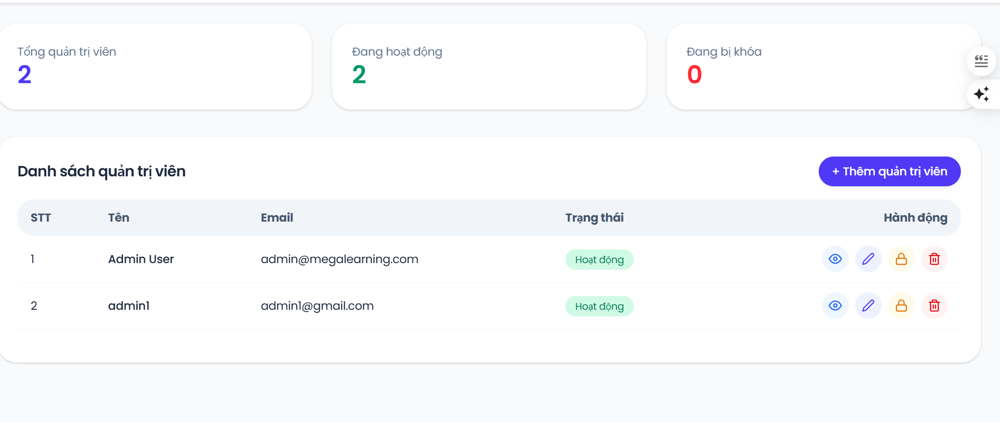 Tổng quản trị viên
2
Đang hoạt động
2
Đang bị khóa
0
Danh sách quản trị viên
+ Thêm quản trị viên
STT Tên Email Trạng thái Hành động
1 Admin User admin@megalearning.com Hoạt động
2 admin1 admin1@gmail.com Hoạt động